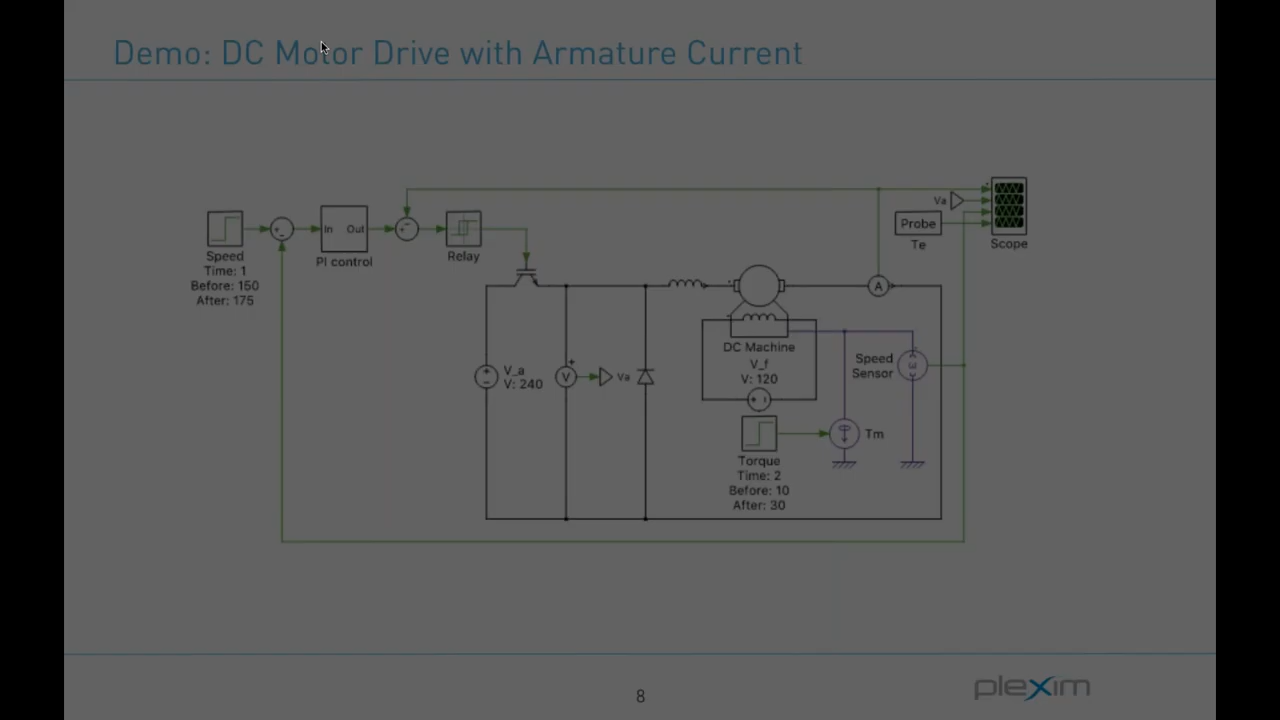 Demo: DC Motor Drive with Armature Current
Va
Probe
Te
Scope
Speed
Time: 1
Before: 150
After: 175
In Out
PI control
Relay
A
V_a
V: 240
V
Va
DC Machine
V_f
V: 120
Speed
Sensor
ω
Torque
Time: 2
Before: 10
After: 30
Tm
8
plexim